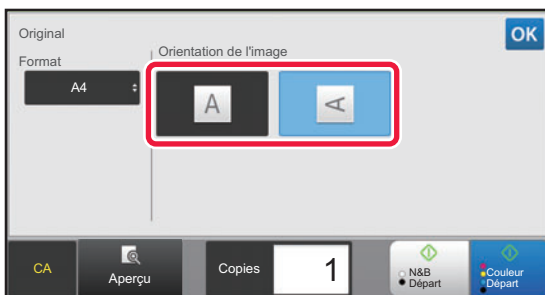 Original
OK
Format
Orientation de l'image
A4
A
A
CA
Aperçu
Copies
1
N&B
Départ
Couleur
Départ